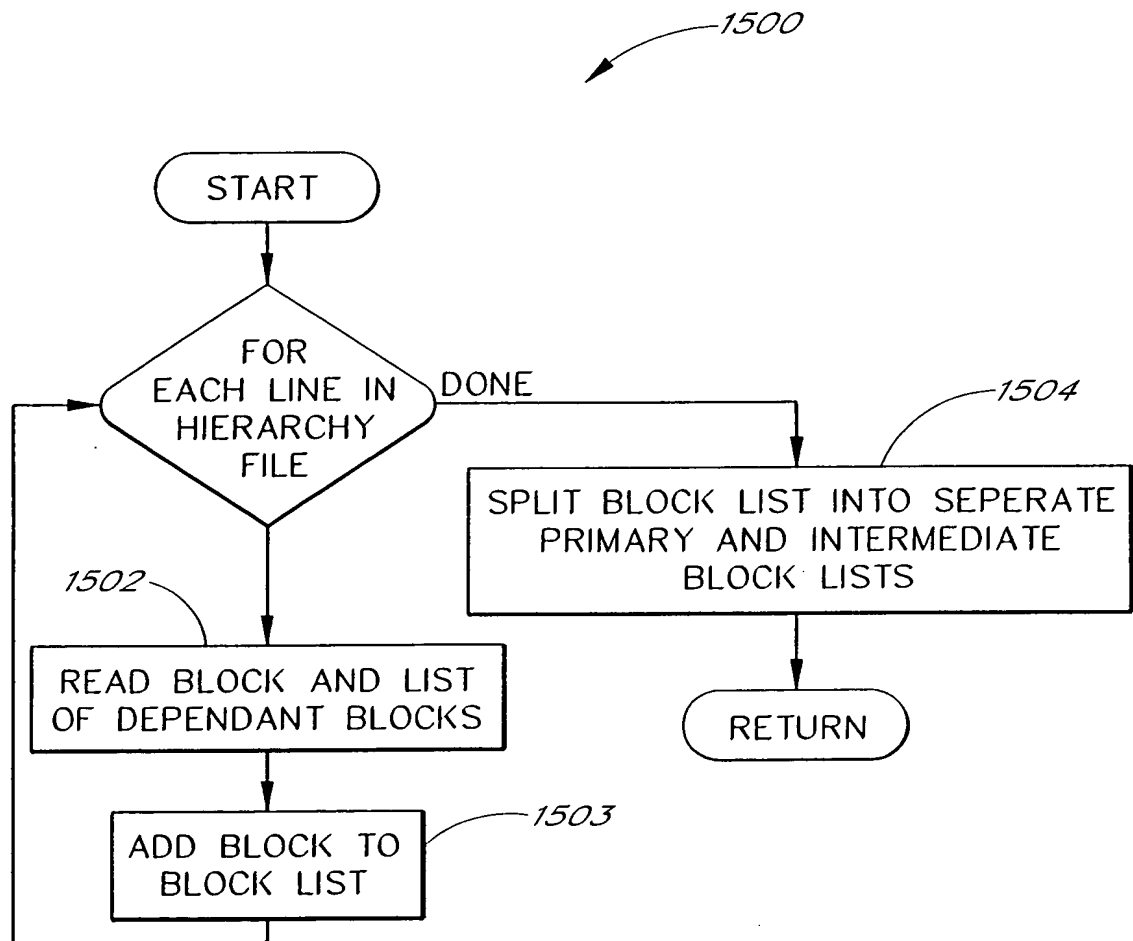 1500
START
FOR
EACH LINE IN
HIERARCHY
FILE
DONE
1504
SPLIT BLOCK LIST INTO SEPERATE
PRIMARY AND INTERMEDIATE
BLOCK LISTS
1502
READ BLOCK AND LIST
OF DEPENDANT BLOCKS
RETURN
1503
ADD BLOCK TO
BLOCK LIST